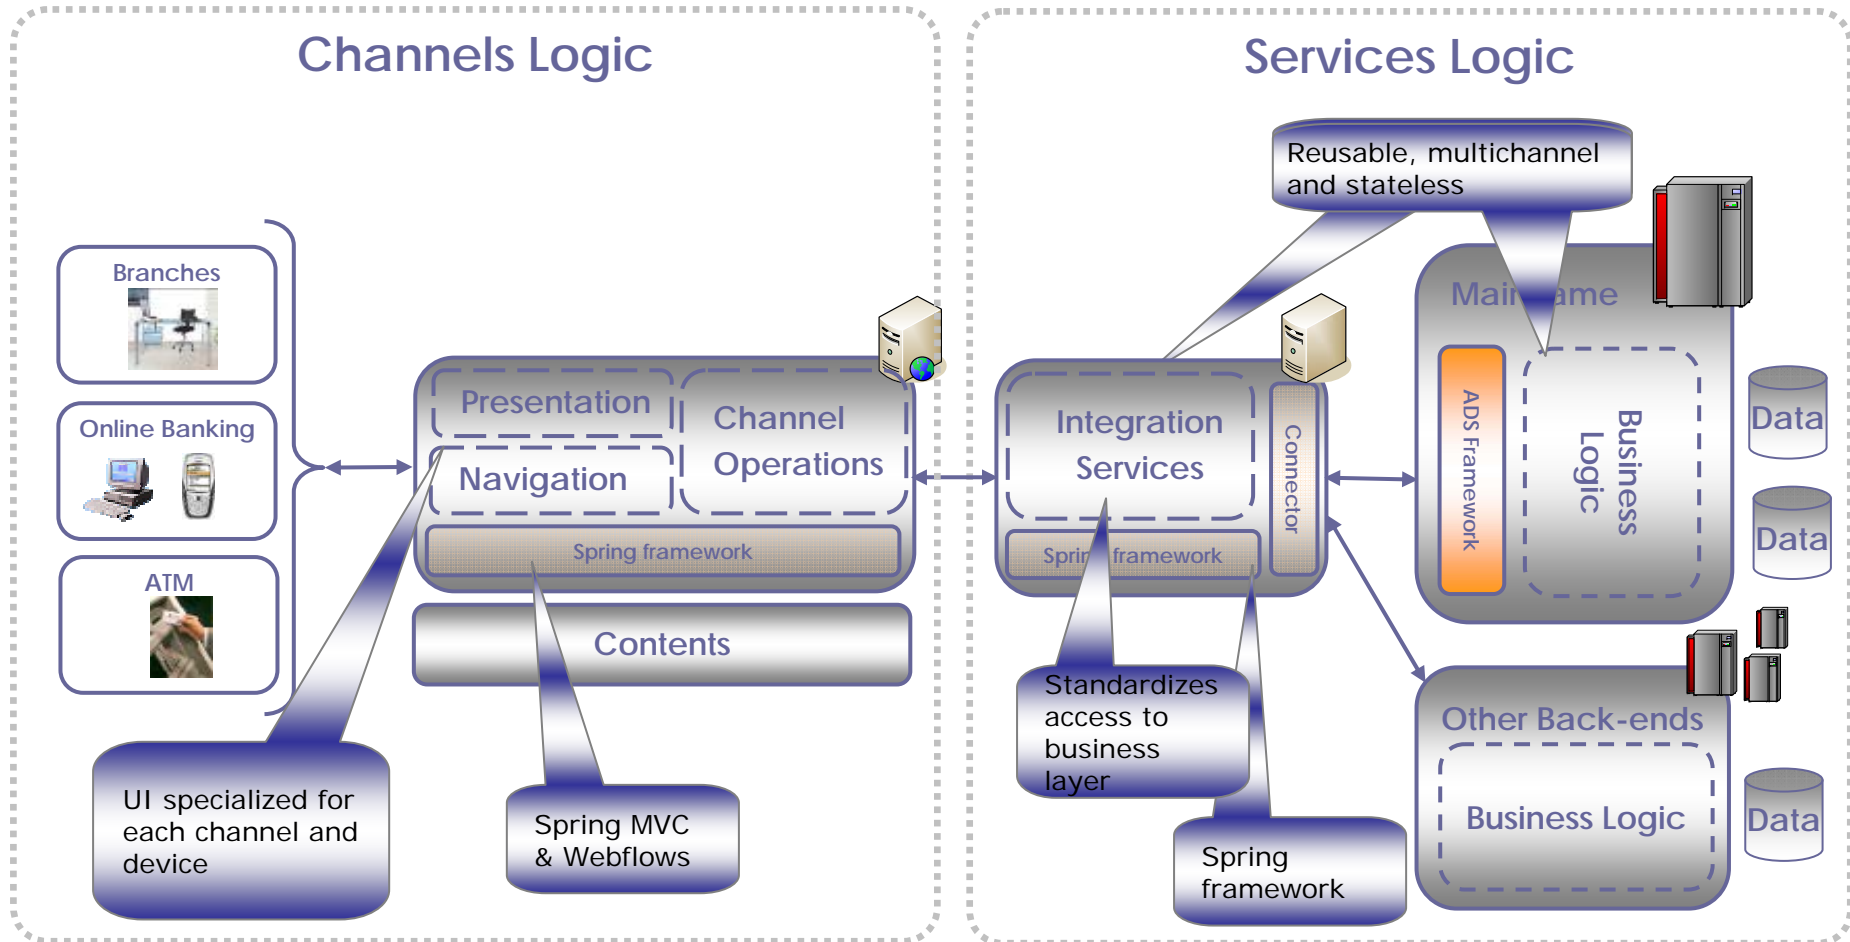 Channels Logic
Services Logic
Reusable, multichannel
and stateless
Branches
Online Banking
ATM
Presentation
Navigation
Channel
Operations
Spring framework
Contents
UI specialized for
each channel and
device
Spring MVC
& Webflows
Integration
Services
Connector
Spring framework
Standardizes
access to
business
layer
Spring
framework
Mainframe
ADS Framework
Business
Logic
Data
Data
Other Back-ends
Business Logic
Data